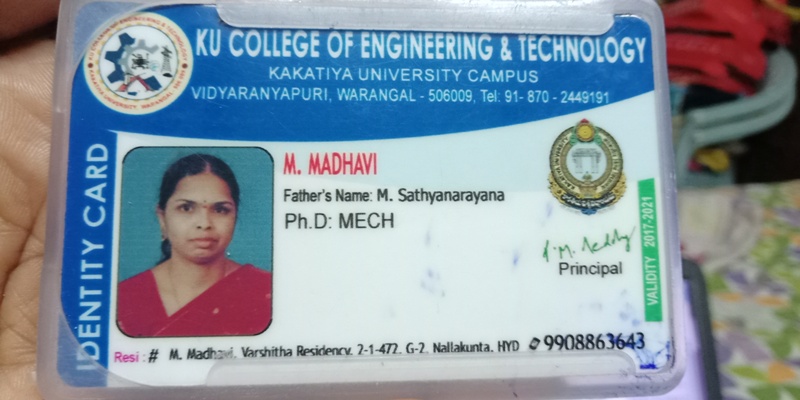 KU COLLEGE OF ENGINEERING & TECHNOLOGY
KAKATIYA UNIVERSITY CAMPUS
VIDYARANYAPURI, WARANGAL - 506009, Tel: 91- 870 - 2449191
IDENTITY CARD
M. MADHAVI
Father's Name: M. Sathyanarayana
Ph.D: MECH
Principal
VALIDITY 2017-2021
Resi : # M. Madhavi, Varshitha Residency, 2-1-472, G-2, Nallakunta, HYD 9908863643